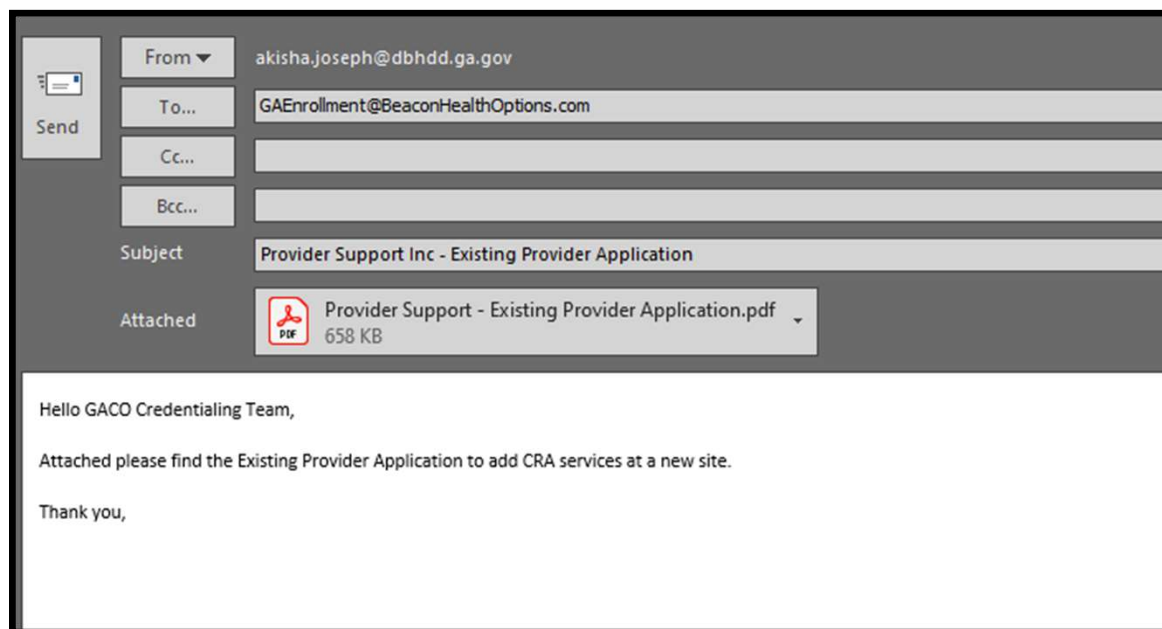 From
akisha.joseph@dbhdd.ga.gov
To...
GAEnrollment@BeaconHealthOptions.com
Send
Cc...
Bcc...
Subject
Provider Support Inc - Existing Provider Application
Attached
PDF
Provider Support - Existing Provider Application.pdf
658 KB
Hello GACO Credentialing Team,
Attached please find the Existing Provider Application to add CRA services at a new site.
Thank you,